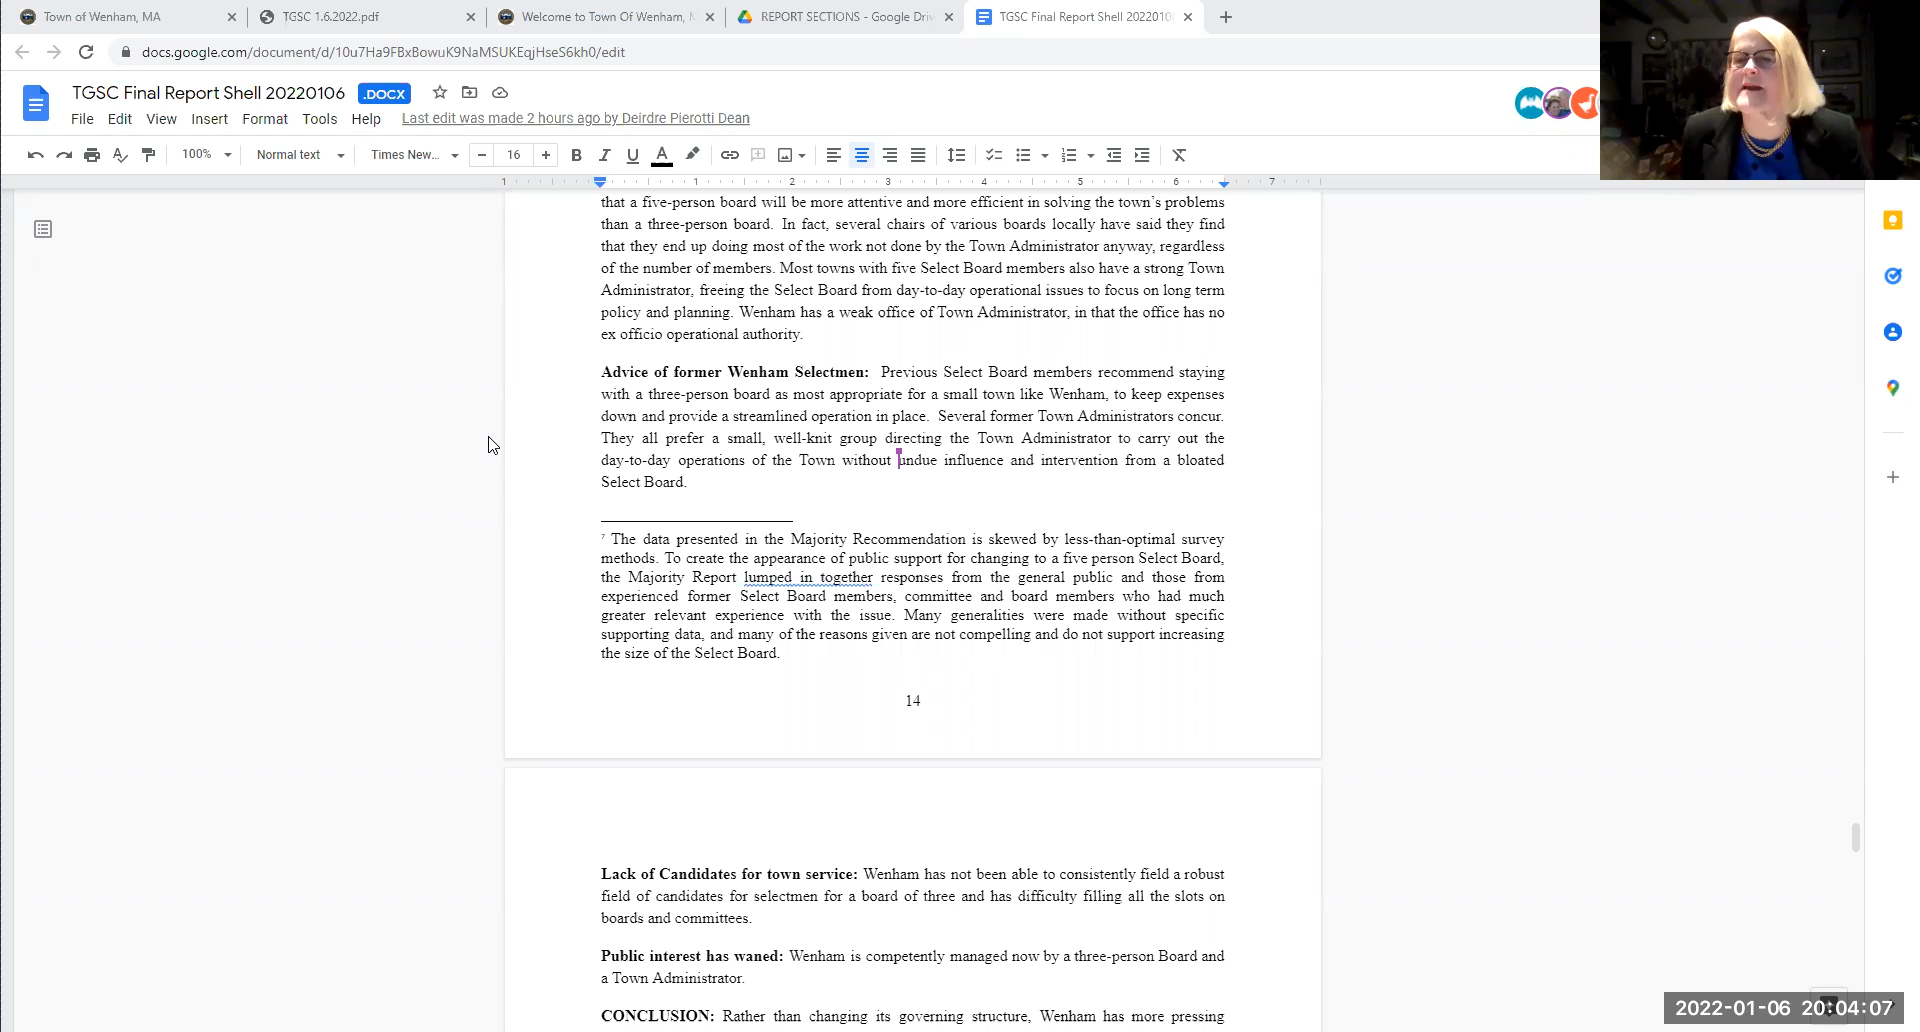 Town of Wenham, MA
TGSC 1.6.2022.pdf
Welcome to Town Of Wenham,
REPORT SECTIONS - Google Driv
TGSC Final Report Shell 2022010
docs.google.com/document/d/10u7Ha9FBxBowuK9NaMSUKEqjHseS6kh0/edit
TGSC Final Report Shell 20220106 .DOCX
File Edit View Insert Format Tools Help Last edit was made 2 hours ago by Deirdre Pierotti Dean
100% Normal text Times New... 16 B I U A
1 1 2 3 4 5 6 7
that a five-person board will be more attentive and more efficient in solving the town's problems
than a three-person board. In fact, several chairs of various boards locally have said they find
that they end up doing most of the work not done by the Town Administrator anyway, regardless
of the number of members. Most towns with five Select Board members also have a strong Town
Administrator, freeing the Select Board from day-to-day operational issues to focus on long term
policy and planning. Wenham has a weak office of Town Administrator, in that the office has no
ex officio operational authority.
Advice of former Wenham Selectmen: Previous Select Board members recommend staying
with a three-person board as most appropriate for a small town like Wenham, to keep expenses
down and provide a streamlined operation in place. Several former Town Administrators concur.
They all prefer a small, well-knit group directing the Town Administrator to carry out the
day-to-day operations of the Town without undue influence and intervention from a bloated
Select Board.
7 The data presented in the Majority Recommendation is skewed by less-than-optimal survey
methods. To create the appearance of public support for changing to a five person Select Board,
the Majority Report lumped in together responses from the general public and those from
experienced former Select Board members, committee and board members who had much
greater relevant experience with the issue. Many generalities were made without specific
supporting data, and many of the reasons given are not compelling and do not support increasing
the size of the Select Board.
14
Lack of Candidates for town service: Wenham has not been able to consistently field a robust
field of candidates for selectmen for a board of three and has difficulty filling all the slots on
boards and committees.
Public interest has waned: Wenham is competently managed now by a three-person Board and
a Town Administrator.
CONCLUSION: Rather than changing its governing structure, Wenham has more pressing
2022-01-06 20:04:07